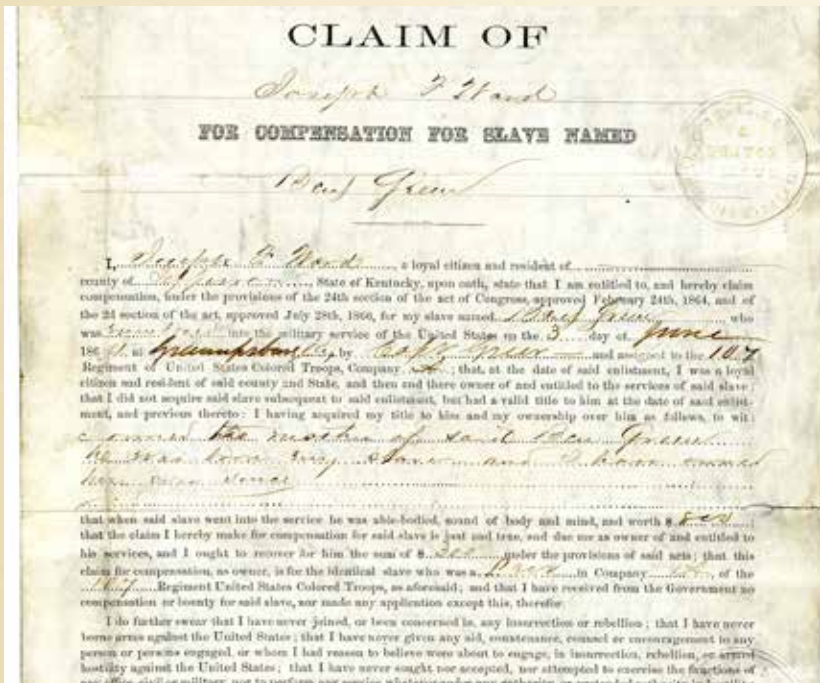 CLAIM OF
Joseph F Ward
FOR COMPENSATION FOR SLAVE NAMED
Green
I, Joseph F Ward, a loyal citizen and resident of
county of State of Kentucky, upon oath, state that I am entitled to, and hereby claim
compensation, under the provisions of the 24th section of the act of Congress, approved February 24th, 1864, and of
the 2d section of the act, approved July 28th, 1866, for my slave named Green who
was into the military service of the United States on the 3 day of June
186 at by and assigned to the 107
Regiment of United States Colored Troops, Company ; that, at the date of said enlistment, I was a loyal
citizen and resident of said county and State, and then and there owner of and entitled to the services of said slave;
that I did not acquire said slave subsequent to said enlistment, but had a valid title to him at the date of said enlist-
ment, and previous thereto: I having acquired my title to him and my ownership over him as follows, to wit:
owned the mother of said Ben Green
he was born my slave and I have owned
him ever since
that when said slave went into the service he was able-bodied, sound of body and mind, and worth $ ;
that the claim I hereby make for compensation for said slave is just and true, and due me as owner of and entitled to
his services, and I ought to recover for him the sum of $ 300 under the provisions of said acts; that this
claim for compensation, as owner, is for the identical slave who was a in Company of the
107 Regiment United States Colored Troops, as aforesaid; and that I have received from the Government no
compensation or bounty for said slave, nor made any application except this, therefor
I do further swear that I have never joined, or been concerned in, any insurrection or rebellion; that I have never
borne arms against the United States; that I have never given any aid, countenance, counsel or encouragement to any
person or persons engaged, or whom I had reason to believe were about to engage, in insurrection, rebellion, or armed
hostility against the United States; that I have never sought nor accepted, nor attempted to exercise the functions of